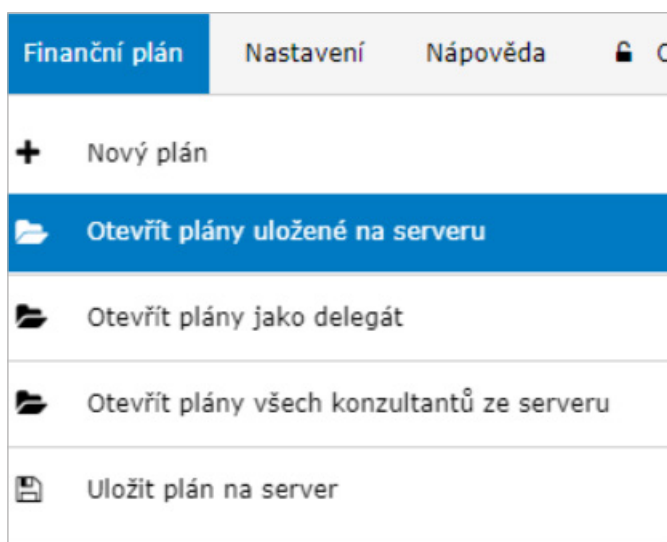 Finanční plán Nastavení Nápověda
Nový plán
Otevřít plány uložené na serveru
Otevřít plány jako delegát
Otevřít plány všech konzultantů ze serveru
Uložit plán na server